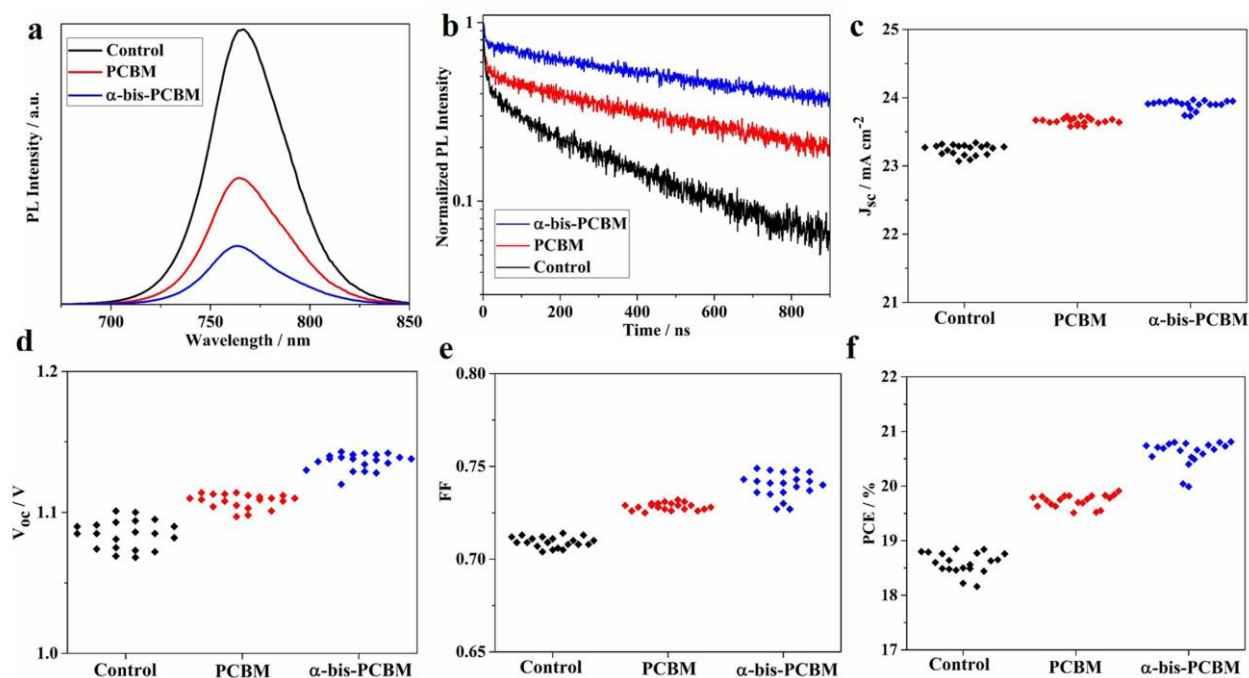 a
Control
PCBM
α-bis-PCBM
PL Intensity / a.u.
700
750
800
850
Wavelength / nm
b
1
0.1
Normalized PL Intensity
α-bis-PCBM
PCBM
Control
0
200
400
600
800
Time / ns
c
25
24
23
22
21
Jsc / mA cm-2
Control
PCBM
α-bis-PCBM
d
1.2
1.1
1.0
Voc / V
Control
PCBM
α-bis-PCBM
e
0.80
0.75
0.70
0.65
FF
Control
PCBM
α-bis-PCBM
f
22
21
20
19
18
17
PCE / %
Control
PCBM
α-bis-PCBM